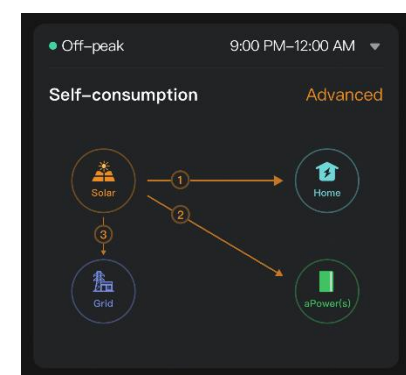 Off-peak 9:00 PM–12:00 AM
Self-consumption Advanced
Solar
1
Home
2
3
Grid
aPower(s)